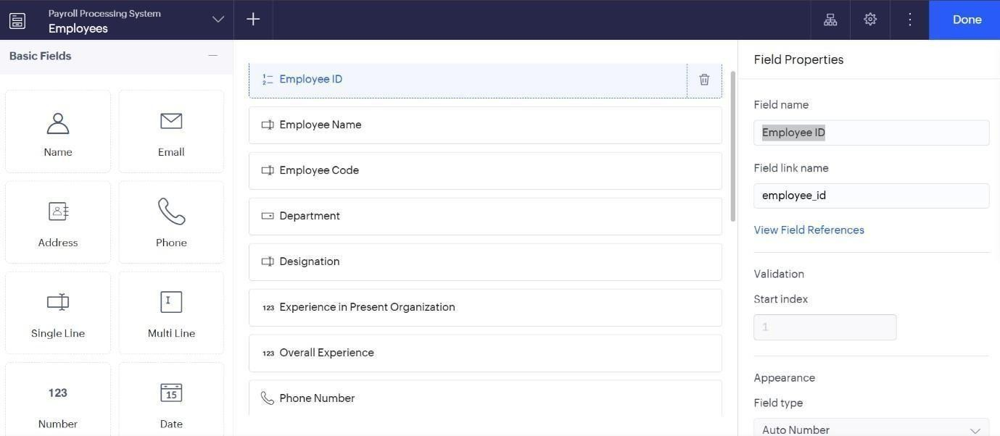 Payroll Processing System
Employees
Done
Basic Fields
Name
Email
Address
Phone
Single Line
I
Multi Line
123
Number
15
Date
1
2
Employee ID
Employee Name
Employee Code
Department
Designation
123 Experience in Present Organization
123 Overall Experience
Phone Number
Field Properties
Field name
Employee ID
Field link name
employee_id
View Field References
Validation
Start index
1
Appearance
Field type
Auto Number